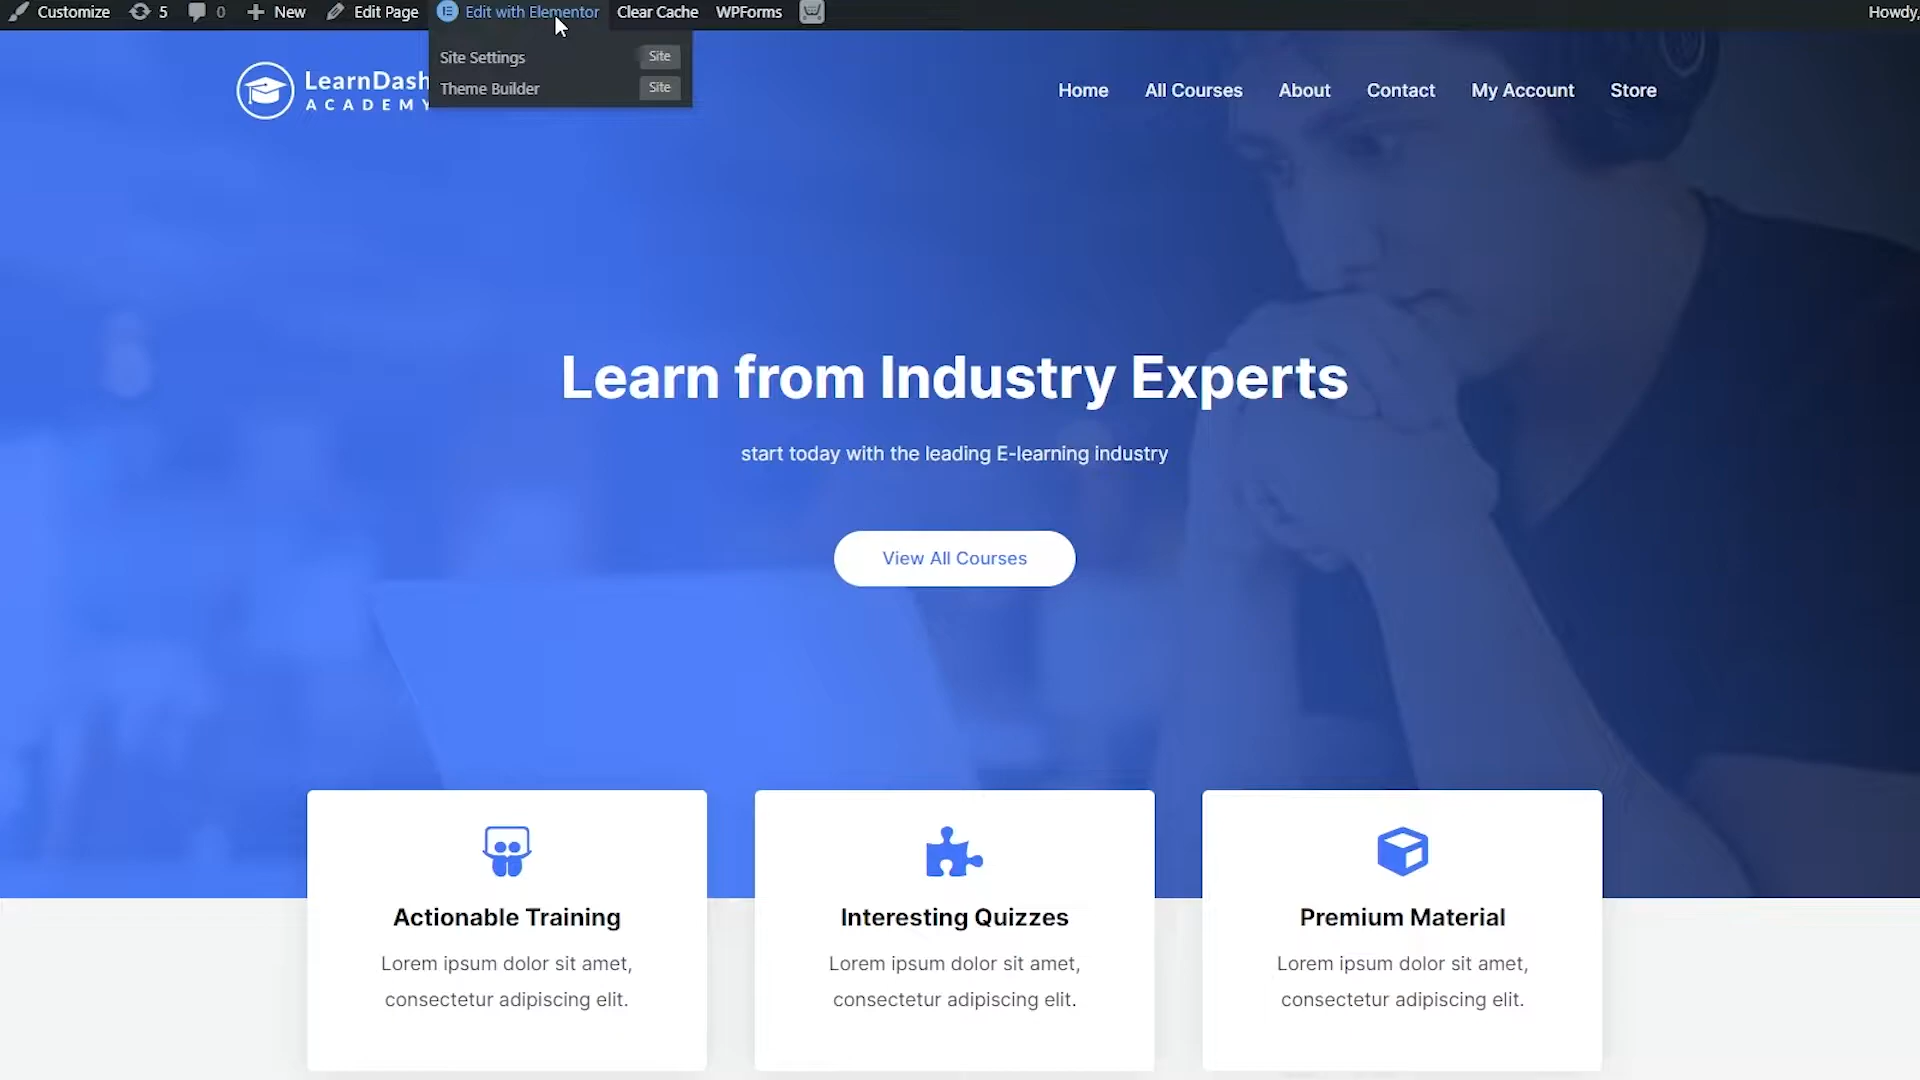 Customize 5 0 New Edit Page Edit with Elementor Clear Cache WPForms Howdy,
Site Settings Site
Theme Builder Site
LearnDash
ACADEMY
Home All Courses About Contact My Account Store
Learn from Industry Experts
start today with the leading E-learning industry
View All Courses
Actionable Training
Lorem ipsum dolor sit amet,
consectetur adipiscing elit.
Interesting Quizzes
Lorem ipsum dolor sit amet,
consectetur adipiscing elit.
Premium Material
Lorem ipsum dolor sit amet,
consectetur adipiscing elit.